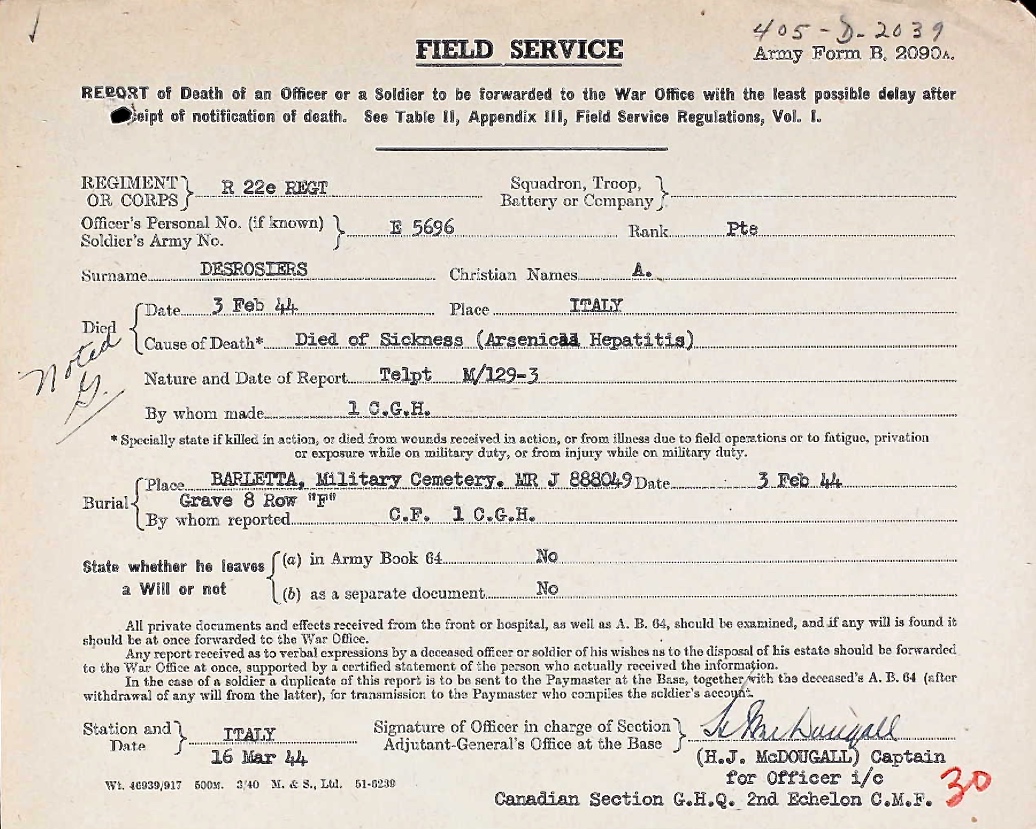 405-D-2039
FIELD SERVICE
Army Form B. 2090A.
REPORT of Death of an Officer or a Soldier to be forwarded to the War Office with the least possible delay after
eipt of notification of death. See Table II, Appendix III, Field Service Regulations, Vol. I.
REGIMENT OR CORPS} R 22e REGT Squadron, Troop, Battery or Company}
Officer's Personal No. (if known) Soldier's Army No. } E 5696 Rank Pte
Surname DESROSIERS Christian Names A.
Died { Date 3 Feb 44 Place ITALY
Cause of Death* Died of Sickness (Arsenical Hepatitis)
Noted G.
Nature and Date of Report Telpt M/129-3
By whom made 1 C.G.H.
* Specially state if killed in action, or died from wounds received in action, or from illness due to field operations or to fatigue, privation
or exposure while on military duty, or from injury while on military duty.
Burial { Place BARLETTA, Military Cemetery. MR J 888049 Date 3 Feb 44
Grave 8 Row "F"
By whom reported C.F. 1 C.G.H.
State whether he leaves a Will or not { (a) in Army Book 64 No
(b) as a separate document No
All private documents and effects received from the front or hospital, as well as A. B. 64, should be examined, and if any will is found it
should be at once forwarded to the War Office.
Any report received as to verbal expressions by a deceased officer or soldier of his wishes as to the disposal of his estate should be forwarded
to the War Office at once, supported by a certified statement of the person who actually received the information.
In the case of a soldier a duplicate of this report is to be sent to the Paymaster at the Base, together with the deceased's A. B. 64 (after
withdrawal of any will from the latter), for transmission to the Paymaster who compiles the soldier's account.
Station and Date } ITALY
16 Mar 44
Signature of Officer in charge of Section Adjutant-General's Office at the Base } H McDougall
(H.J. McDOUGALL) Captain
for Officer i/c
Canadian Section G.H.Q. 2nd Echelon C.M.F.
30
Wt. 46939/917 500M. 3/40 M. & S., Ltd. 51-6239